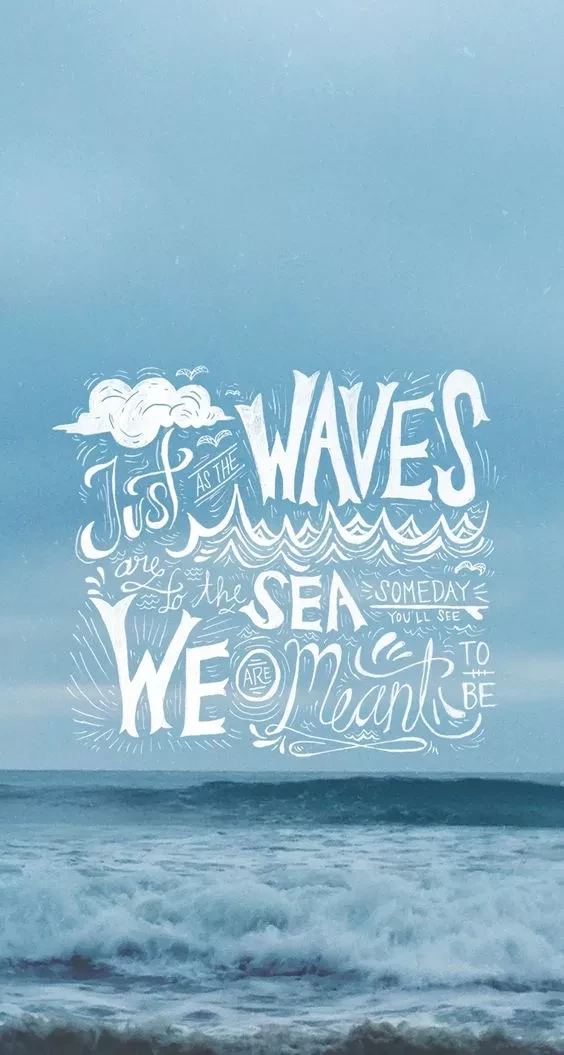 Just AS THE WAVES
are to the SEA SOMEDAY
YOU'LL SEE
WE ARE Meant TO
BE